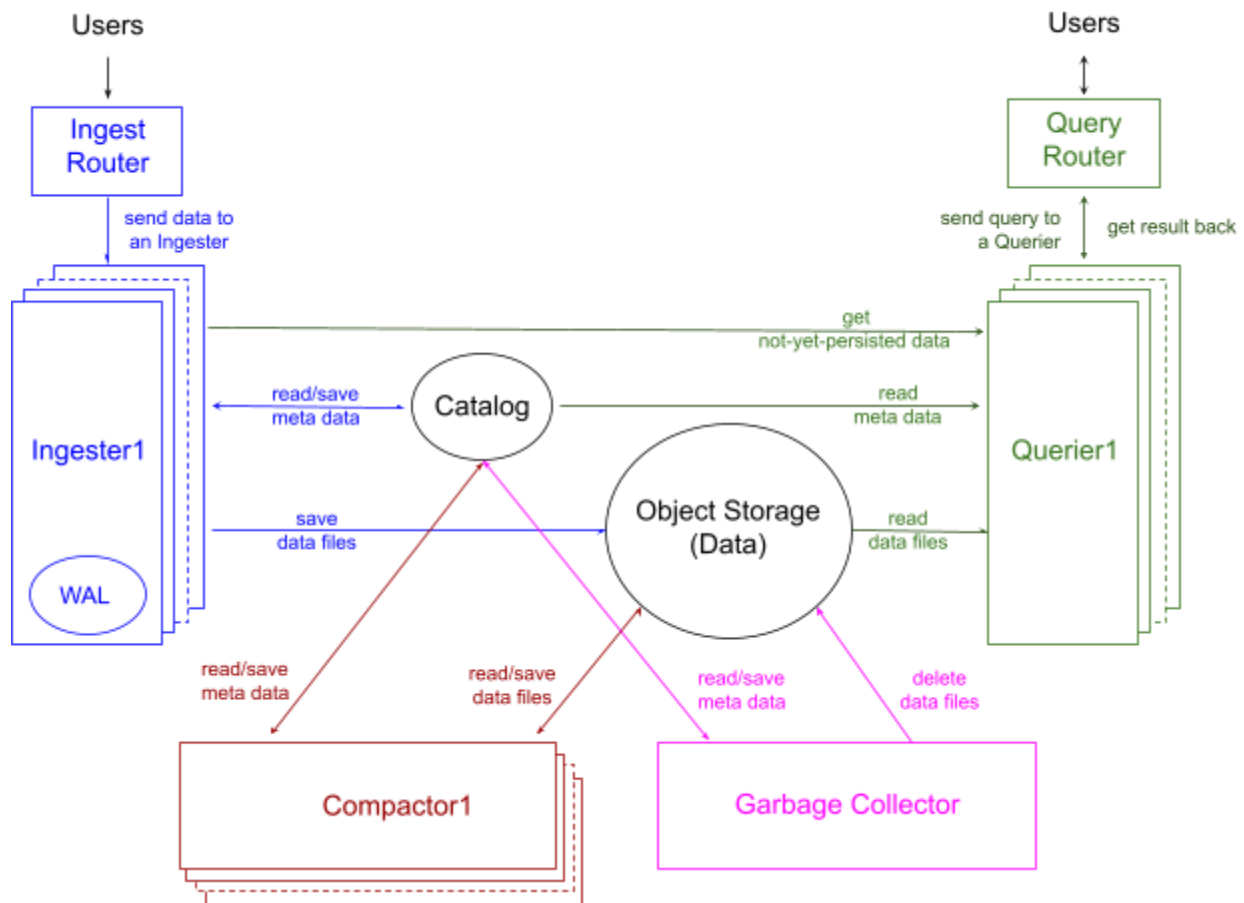 Users
Users
Ingest
Router
Query
Router
send data to
an Ingester
send query to
a Querier
get result back
get
not-yet-persisted data
read/save
meta data
Catalog
read
meta data
Ingester1
Querier1
Object Storage
(Data)
save
data files
read
data files
WAL
read/save
meta data
read/save
data files
read/save
meta data
delete
data files
Compactor1
Garbage Collector